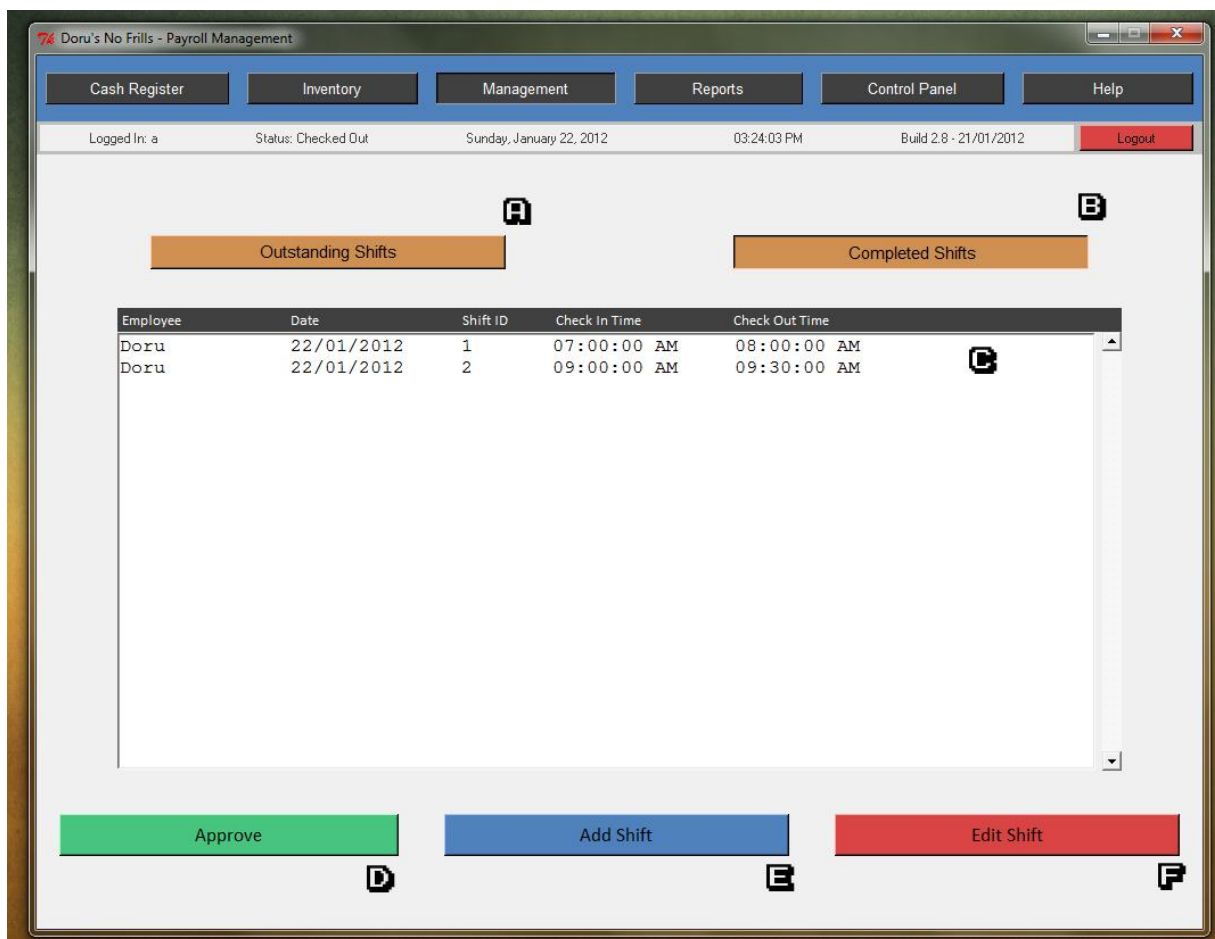 Doru's No Frills - Payroll Management
Cash Register Inventory Management Reports Control Panel Help
Logged In: a Status: Checked Out Sunday, January 22, 2012 03:24:03 PM Build 2.8 - 21/01/2012 Logout
A B
Outstanding Shifts Completed Shifts
Employee Date Shift ID Check In Time Check Out Time
Doru 22/01/2012 1 07:00:00 AM 08:00:00 AM
C
Doru 22/01/2012 2 09:00:00 AM 09:30:00 AM
Approve Add Shift Edit Shift
D E F